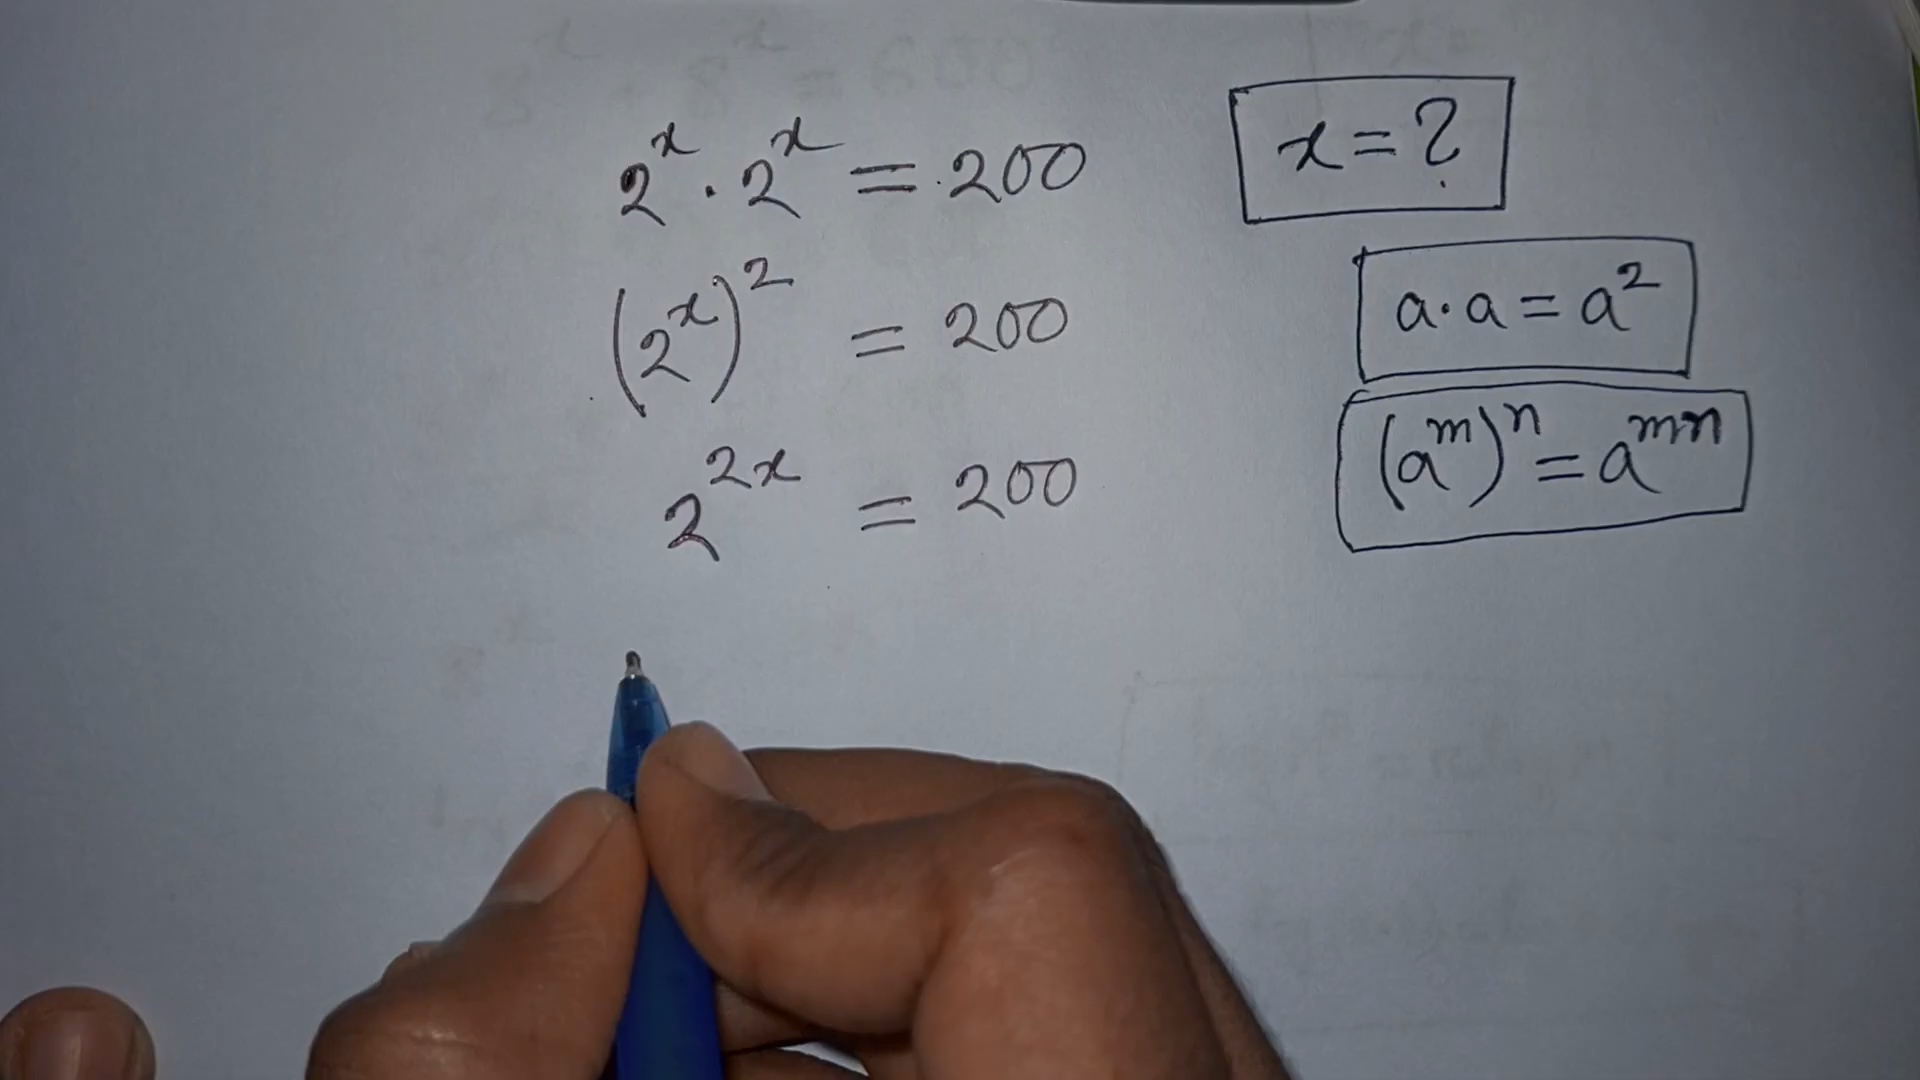 2^x · 2^x = 200
x = ?
(2^x)^2 = 200
a · a = a^2
2^2x = 200
(a^m)^n = a^mn